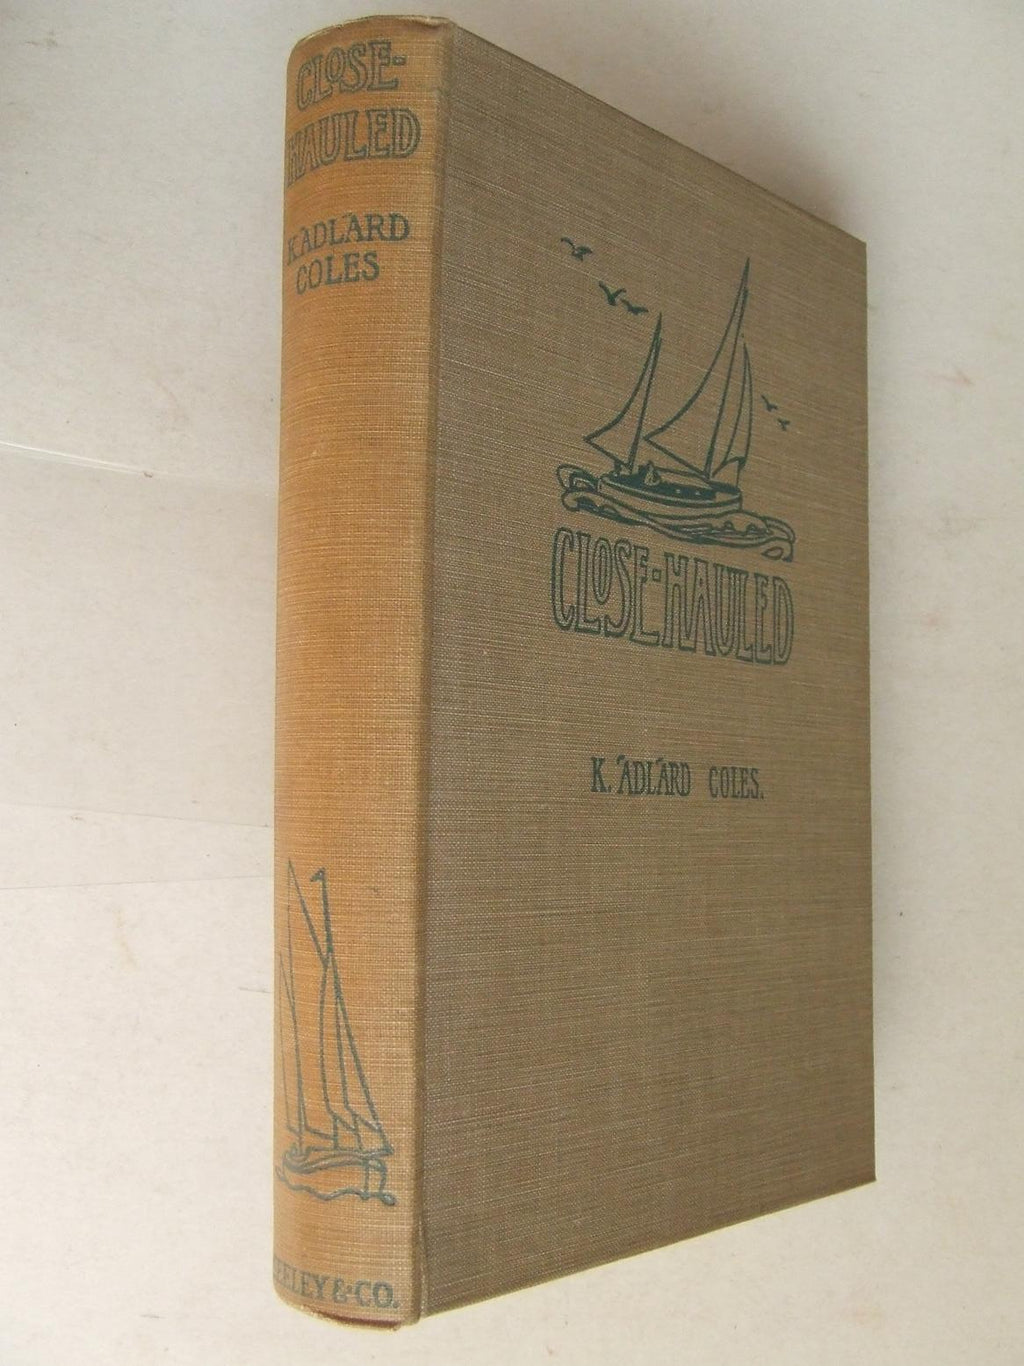 CLOSE-
HAULED
K. ADLARD
COLES
CLOSE-HAULED
K. ADLARD COLES.
EELEY & CO.